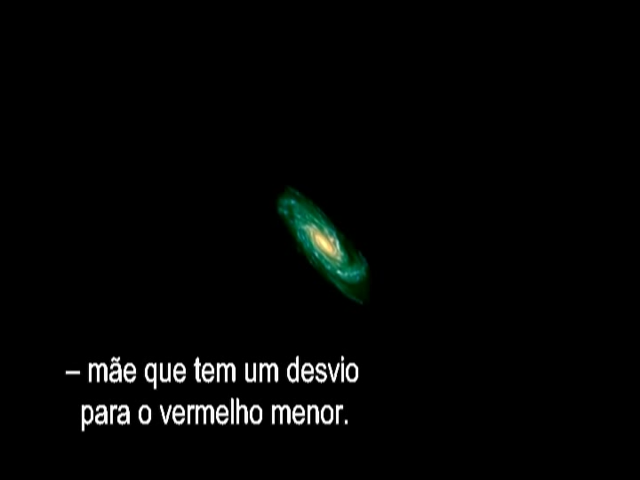 – mãe que tem um desvio
para o vermelho menor.